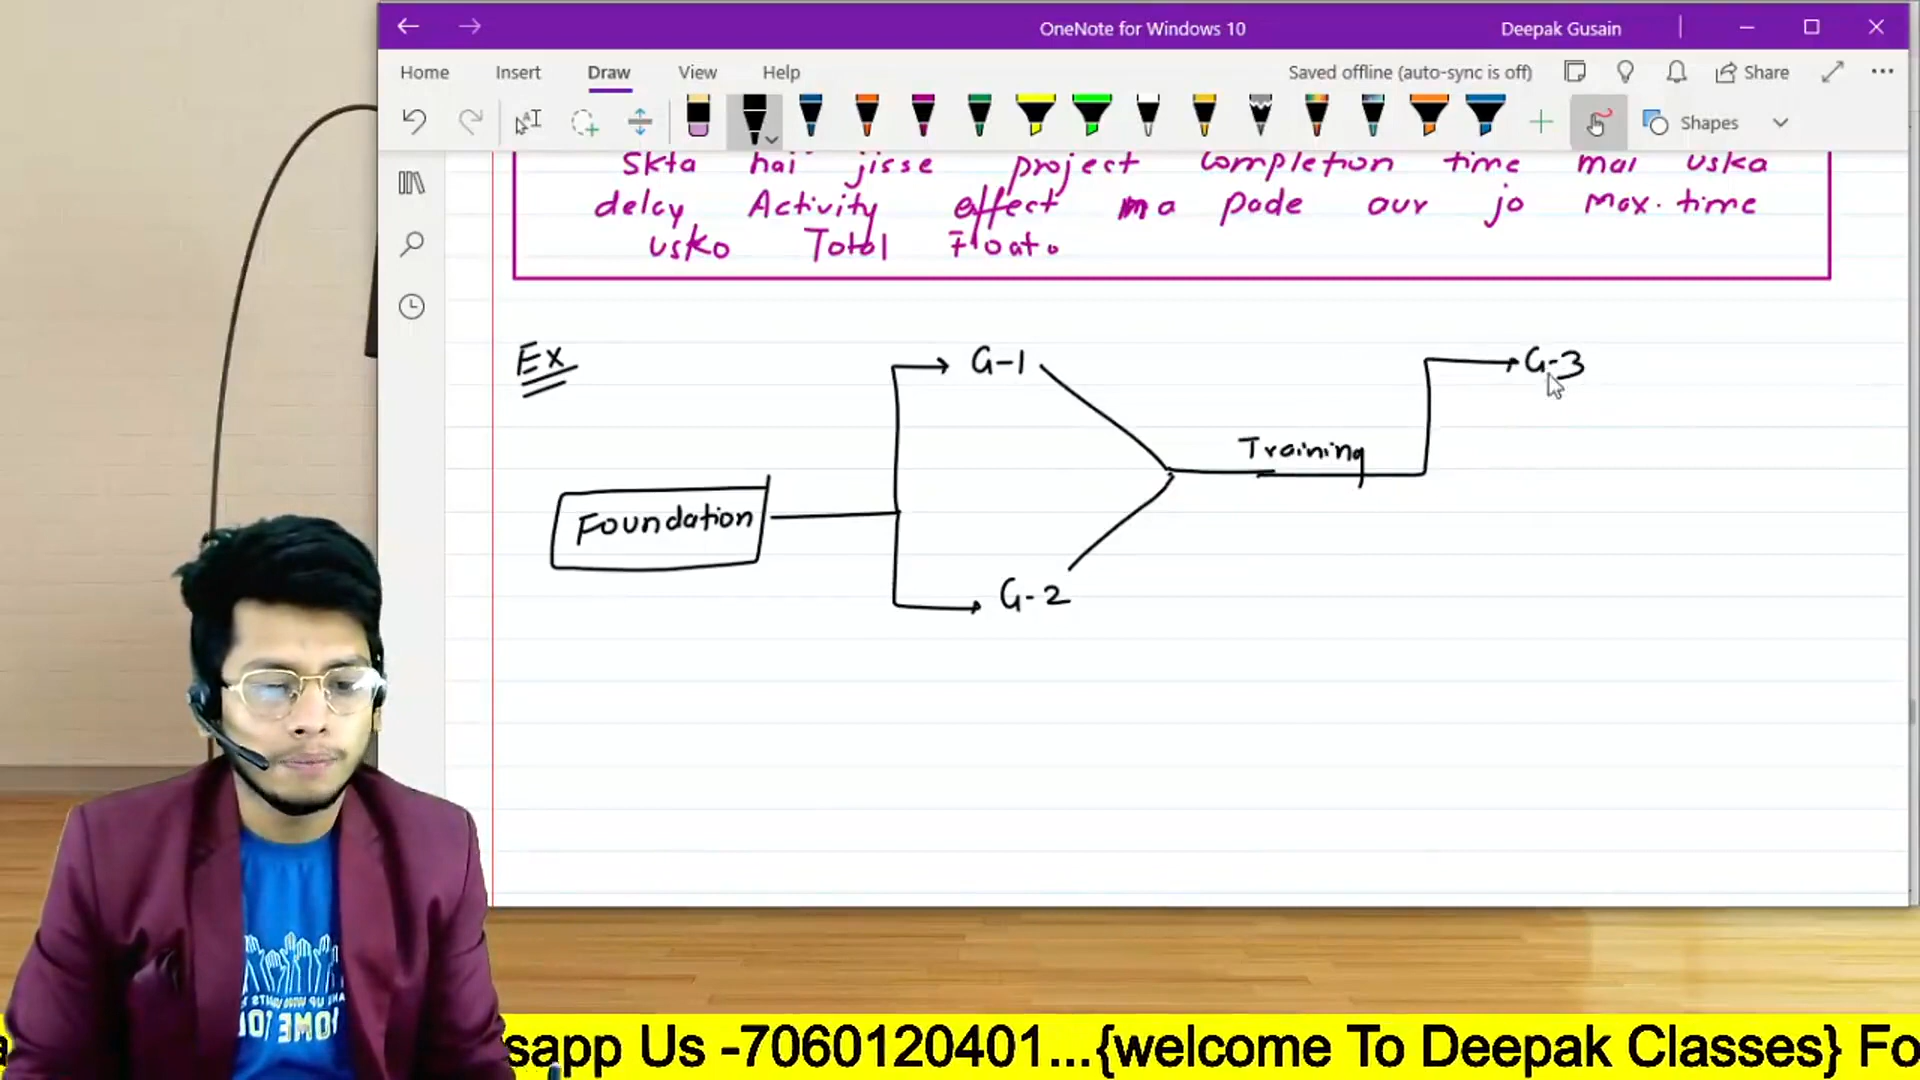 OneNote for Windows 10
Deepak Gusain
Home Insert Draw View Help
Saved offline (auto-sync is off)
Share
Shapes
Skta hai jisse project completion time mai uska
delay Activity effect na pade our jo max. time
usko Total Float.
Ex
G-1
G-3
Training
Foundation
G-2
sapp Us -7060120401...{welcome To Deepak Classes} Fo